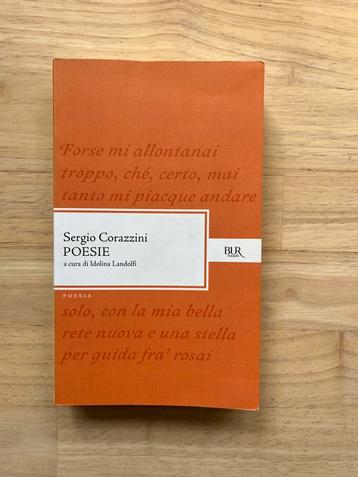 Forse mi allontanai
troppo, ché, certo, mai
tanto mi piacque andare
Sergio Corazzini
POESIE
a cura di Idolina Landolfi
BUR
POESIA
solo, con la mia bella
rete nuova e una stella
per guida fra' rosai